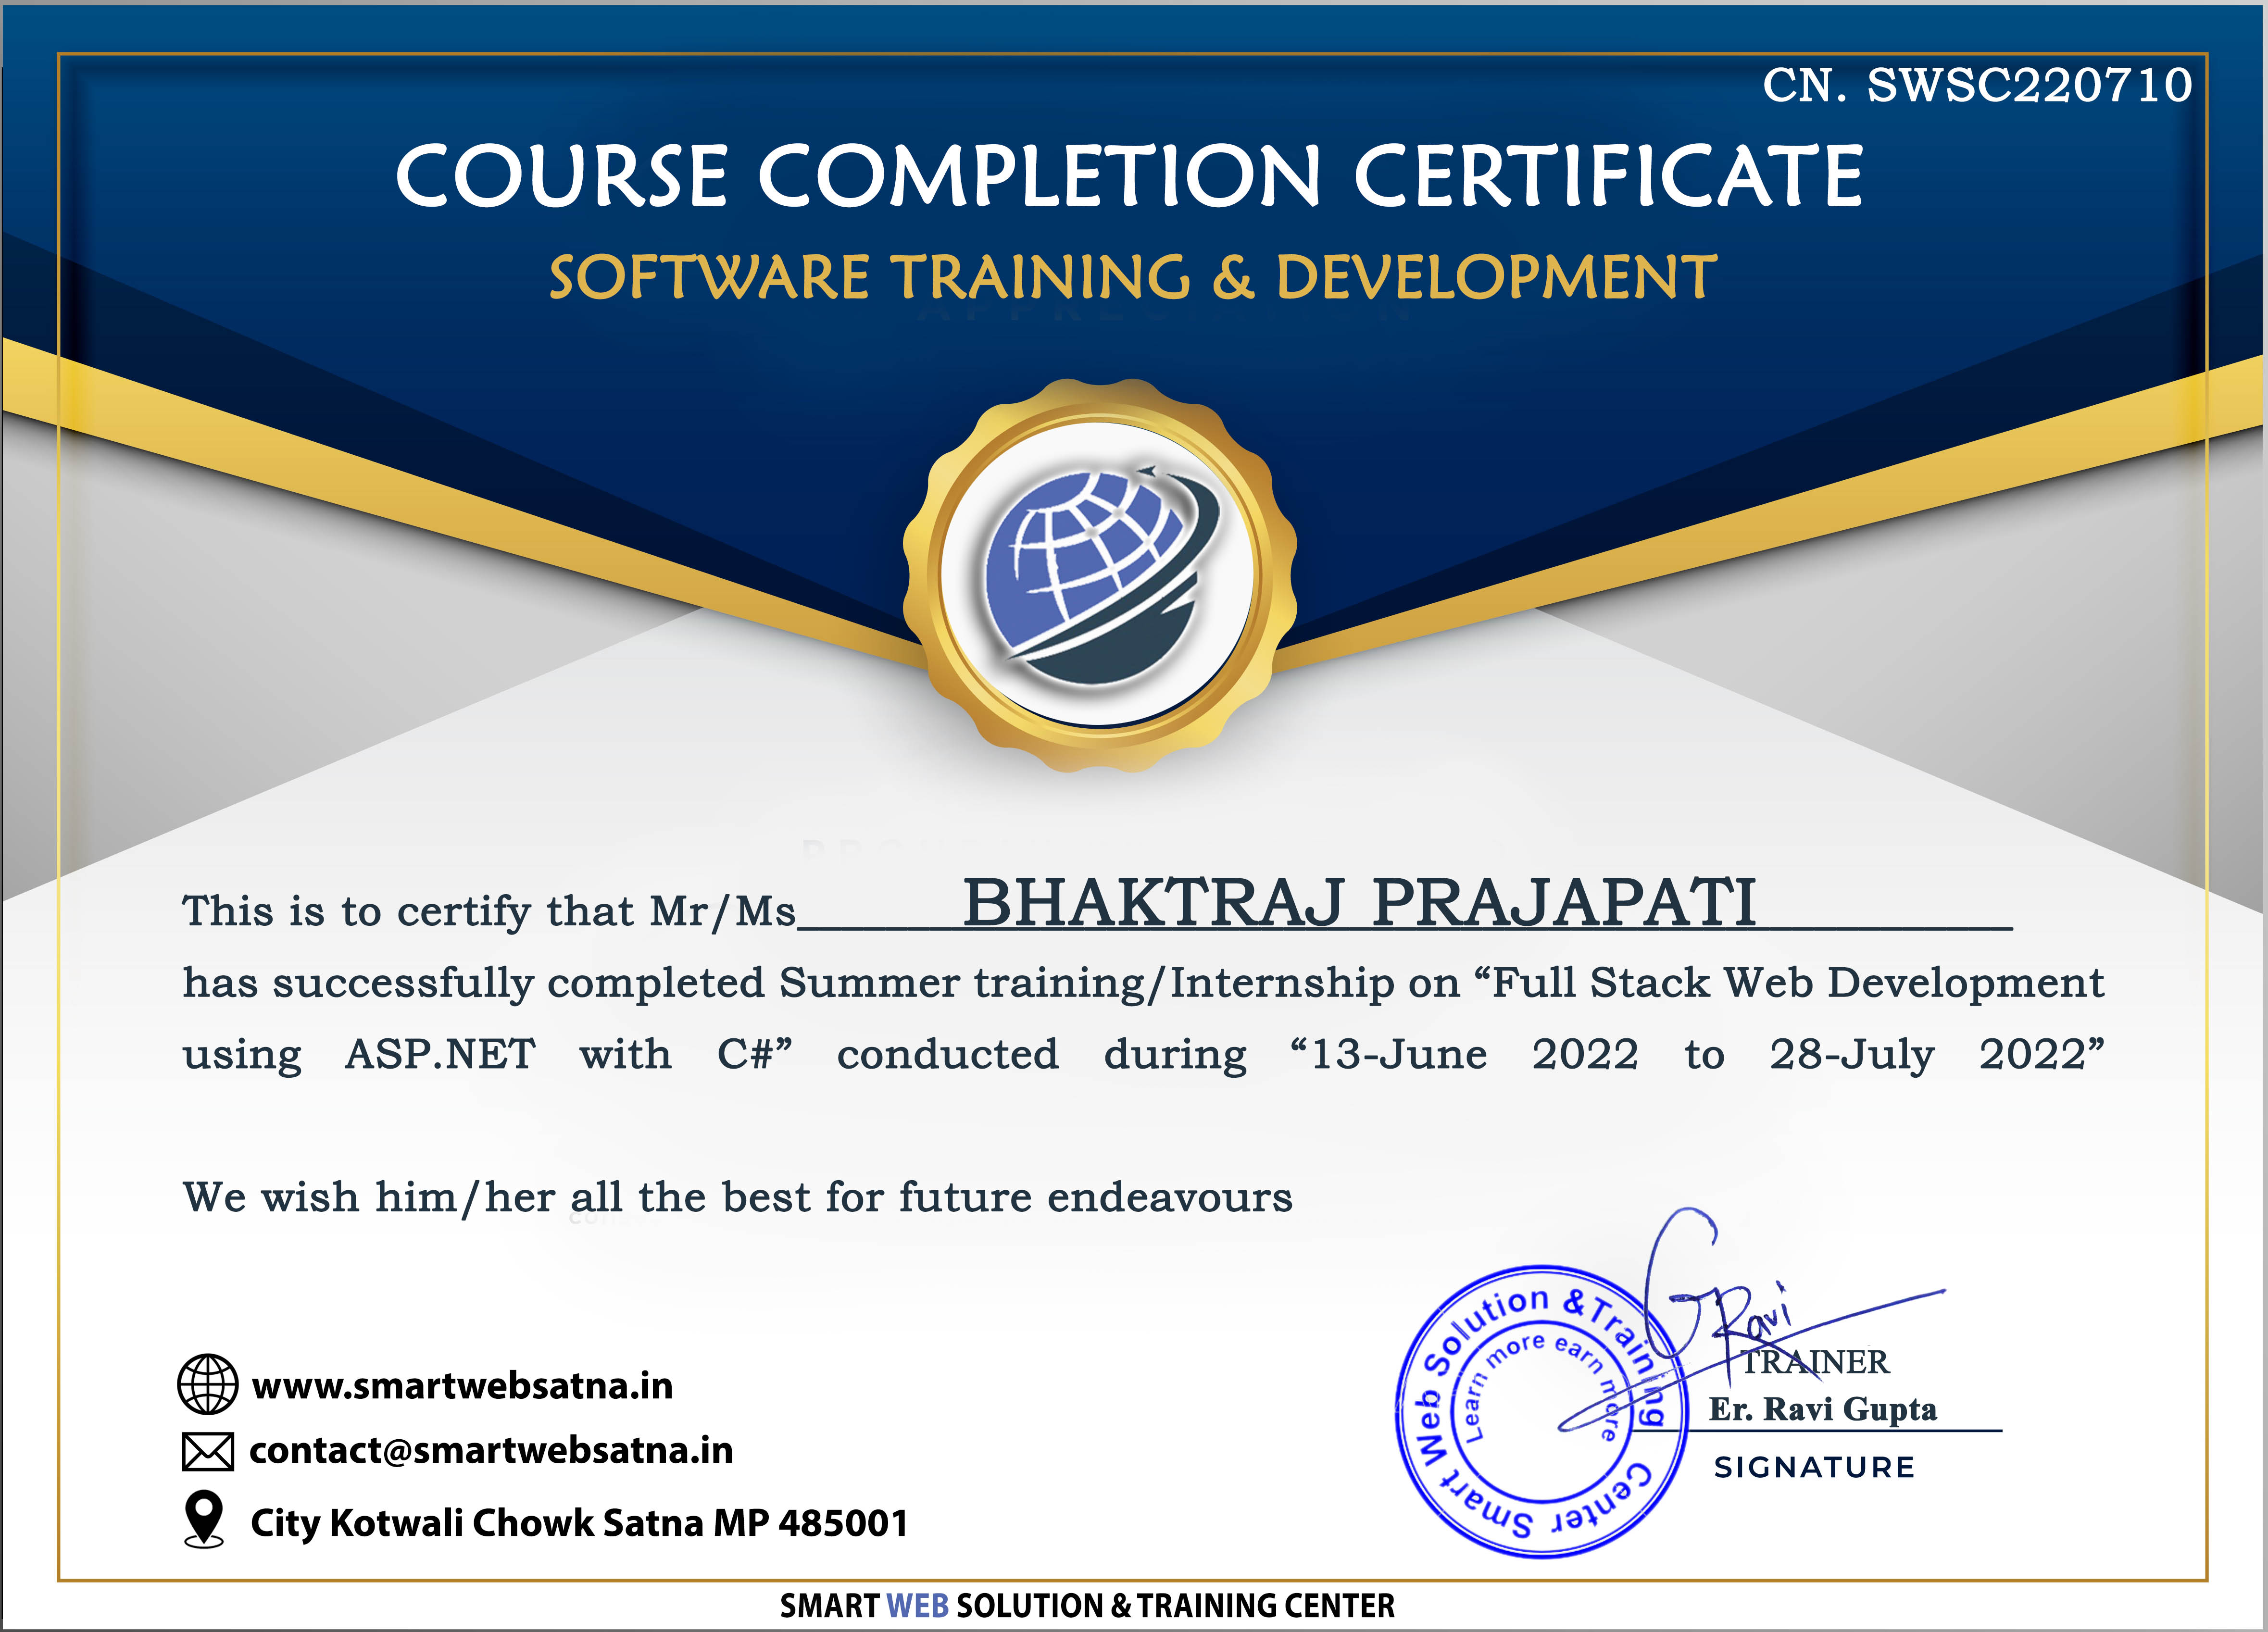 CN. SWSC220710
COURSE COMPLETION CERTIFICATE
SOFTWARE TRAINING & DEVELOPMENT
This is to certify that Mr/Ms BHAKTRAJ PRAJAPATI
has successfully completed Summer training/Internship on “Full Stack Web Development
using ASP.NET with C#” conducted during “13-June 2022 to 28-July 2022”
We wish him/her all the best for future endeavours
Smart Web Solution & Training Center
Learn more earn more
G Ravi
TRAINER
Er. Ravi Gupta
SIGNATURE
www.smartwebsatna.in
contact@smartwebsatna.in
City Kotwali Chowk Satna MP 485001
SMART WEB SOLUTION & TRAINING CENTER